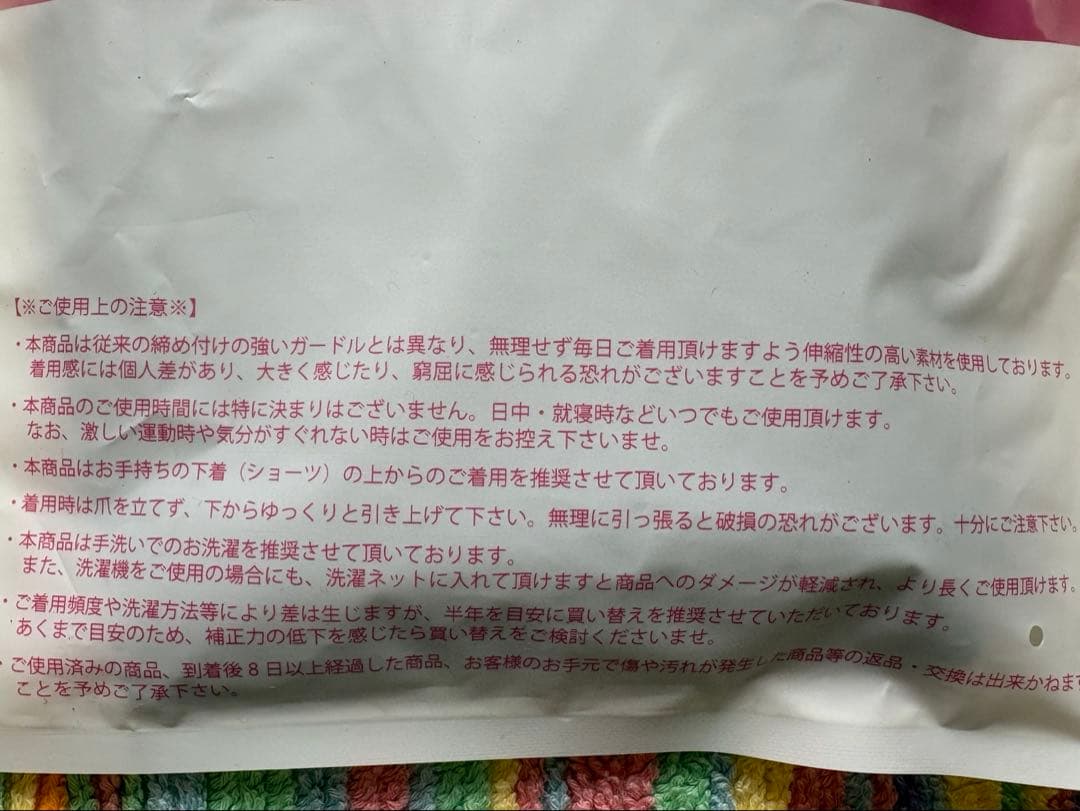 【※ご使用上の注意※】
・本商品は従来の締め付けの強いガードルとは異なり、無理せず毎日ご着用頂けますよう伸縮性の高い素材を使用しております。
着用感には個人差があり、大きく感じたり、窮屈に感じられる恐れがございますことを予めご了承下さい。
・本商品のご使用時間には特に決まりはございません。日中・就寝時などいつでもご使用頂けます。
なお、激しい運動時や気分がすぐれない時はご使用をお控え下さいませ。
・本商品はお手持ちの下着（ショーツ）の上からのご着用を推奨させて頂いております。
・着用時は爪を立てず、下からゆっくりと引き上げて下さい。無理に引っ張ると破損の恐れがございます。十分にご注意下さい。
・本商品は手洗いでのお洗濯を推奨させて頂いております。
また、洗濯機をご使用の場合にも、洗濯ネットに入れて頂けますと商品へのダメージが軽減され、より長くご使用頂けます。
・ご着用頻度や洗濯方法等により差は生じますが、半年を目安に買い替えを推奨させていただいております。
あくまで目安のため、補正力の低下を感じたら買い替えをご検討くださいませ。
・ご使用済みの商品、到着後8日以上経過した商品、お客様のお手元で傷や汚れが発生した商品等の返品・交換は出来かねます
ことを予めご了承下さい。